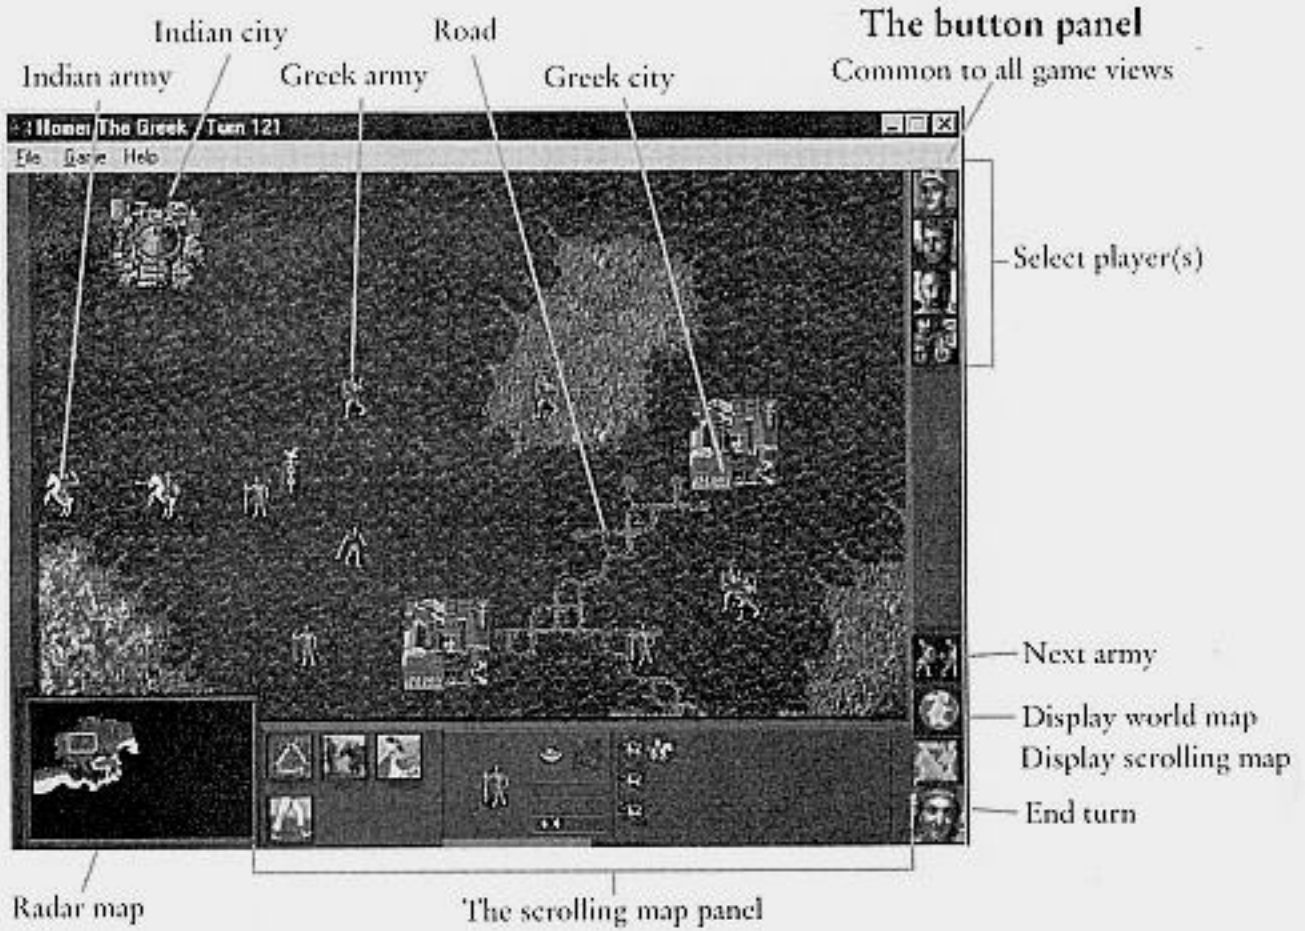 The button panel
Indian city
Road
Indian army
Greek army
Greek city
Common to all game views
Homer The Greek - Turn 121
File Game Help
Select player(s)
Next army
Display world map
Display scrolling map
End turn
Radar map
The scrolling map panel